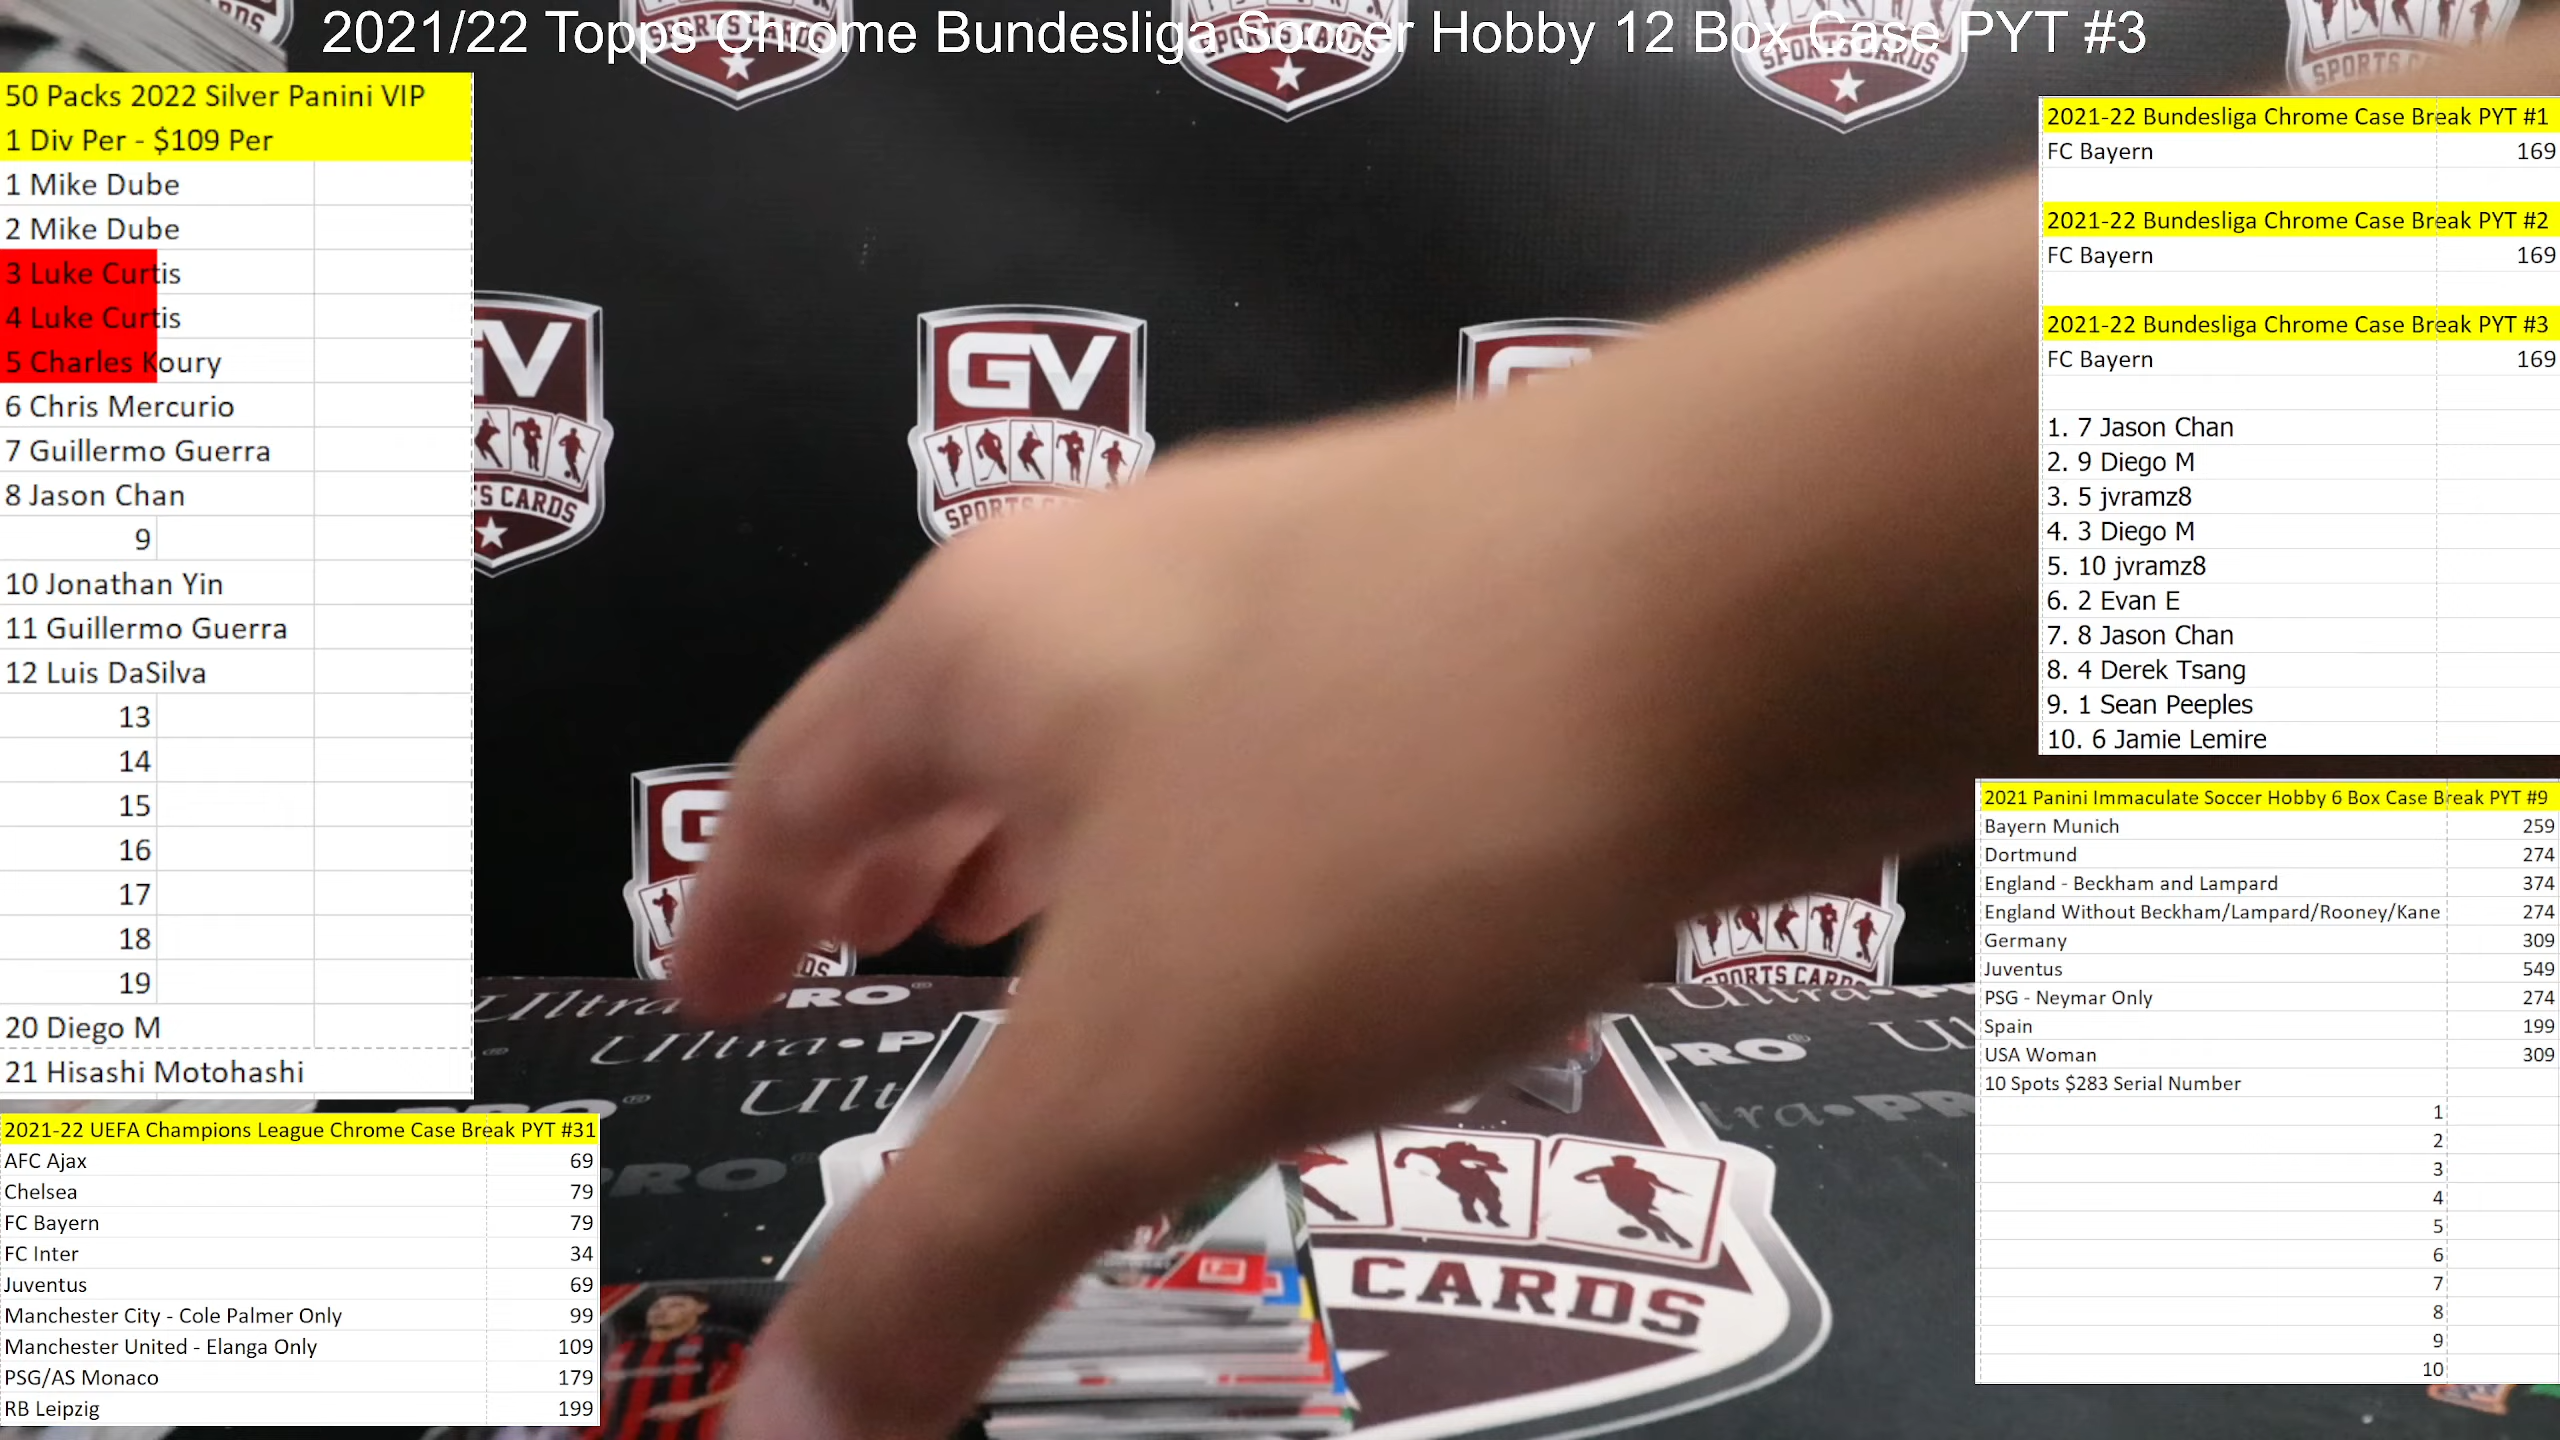 2021/22 Topps Chrome Bundesliga Soccer Hobby 12 Box Case PYT #3
50 Packs 2022 Silver Panini VIP
1 Div Per - $109 Per
1 Mike Dube
2 Mike Dube
3 Luke Curtis
4 Luke Curtis
5 Charles Koury
6 Chris Mercurio
7 Guillermo Guerra
8 Jason Chan
9
10 Jonathan Yin
11 Guillermo Guerra
12 Luis DaSilva
13
14
15
16
17
18
19
20 Diego M
21 Hisashi Motohashi
2021-22 UEFA Champions League Chrome Case Break PYT #31
AFC Ajax 69
Chelsea 79
FC Bayern 79
FC Inter 34
Juventus 69
Manchester City - Cole Palmer Only 99
Manchester United - Elanga Only 109
PSG/AS Monaco 179
RB Leipzig 199
2021-22 Bundesliga Chrome Case Break PYT #1
FC Bayern 169
2021-22 Bundesliga Chrome Case Break PYT #2
FC Bayern 169
2021-22 Bundesliga Chrome Case Break PYT #3
FC Bayern 169
1. 7 Jason Chan
2. 9 Diego M
3. 5 jvramz8
4. 3 Diego M
5. 10 jvramz8
6. 2 Evan E
7. 8 Jason Chan
8. 4 Derek Tsang
9. 1 Sean Peeples
10. 6 Jamie Lemire
2021 Panini Immaculate Soccer Hobby 6 Box Case Break PYT #9
Bayern Munich 259
Dortmund 274
England - Beckham and Lampard 374
England Without Beckham/Lampard/Rooney/Kane 274
Germany 309
Juventus 549
PSG - Neymar Only 274
Spain 199
USA Woman 309
10 Spots $283 Serial Number
1
2
3
4
5
6
7
8
9
10
SPORTS CARDS
SPORTS CARDS
SPORTS CARDS
SPORTS
GV
S CARDS
GV
SPORTS
SPORTS CARDS
Ultra PRO
Ultra
PRO
CARDS